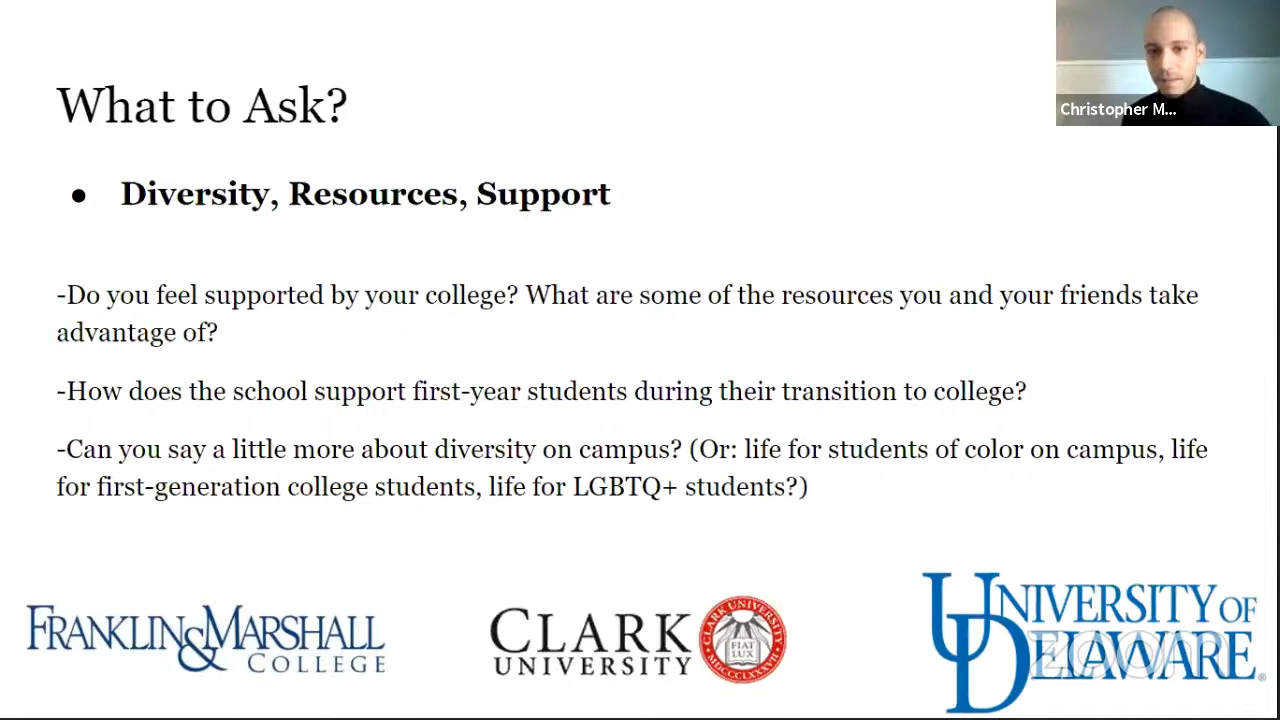 What to Ask?
Christopher M...
● Diversity, Resources, Support
-Do you feel supported by your college? What are some of the resources you and your friends take
advantage of?
-How does the school support first-year students during their transition to college?
-Can you say a little more about diversity on campus? (Or: life for students of color on campus, life
for first-generation college students, life for LGBTQ+ students?)
FRANKLIN & MARSHALL
COLLEGE
CLARK
UNIVERSITY
CLARK UNIVERSITY
FIAT
LUX
MDCCCLXXXVII
UNIVERSITY OF
DELAWARE®
zoom